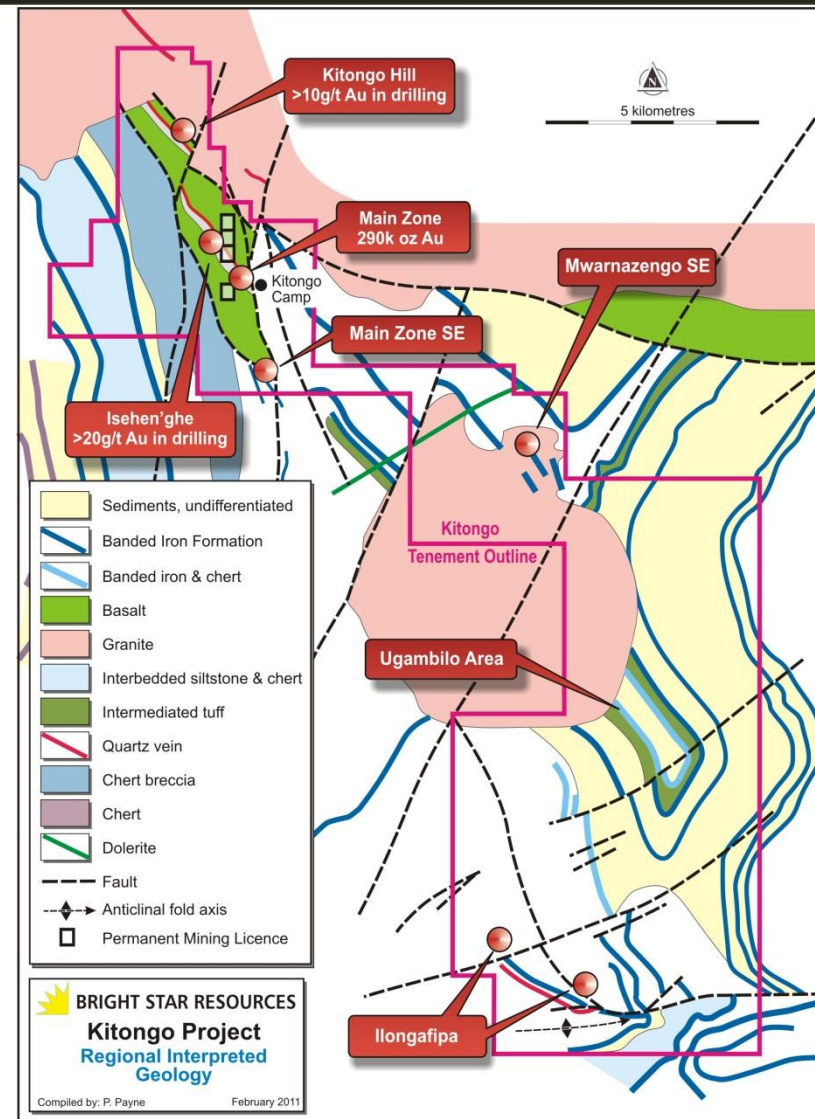 Kitongo Hill
>10g/t Au in drilling
N
5 kilometres
Main Zone
290k oz Au
Mwarnazengo SE
Kitongo
Camp
Main Zone SE
Isehen'ghe
>20g/t Au in drilling
Kitongo
Tenement Outline
Ugambilo Area
Sediments, undifferentiated
Banded Iron Formation
Banded iron & chert
Basalt
Granite
Interbedded siltstone & chert
Intermediated tuff
Quartz vein
Chert breccia
Chert
Dolerite
Fault
Anticlinal fold axis
Permanent Mining Licence
BRIGHT STAR RESOURCES
Kitongo Project
Regional Interpreted
Geology
Compiled by: P. Payne February 2011
Ilongafipa